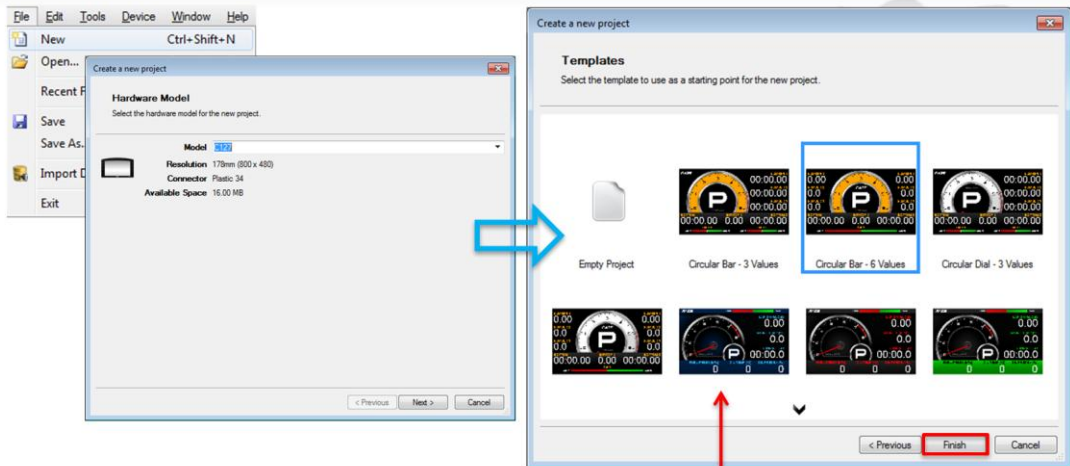 File Edit Tools Device Window Help
New Ctrl+Shift+N
Open...
Recent F
Save
Save As.
Import D
Exit
Create a new project
Hardware Model
Select the hardware model for the new project.
Model C127
Resolution 178mm (800 x 480)
Connector Plastic 34
Available Space 16.00 MB
< Previous Next > Cancel
Create a new project
Templates
Select the template to use as a starting point for the new project.
Empty Project
Circular Bar - 3 Values
Circular Bar - 6 Values
Circular Dial - 3 Values
< Previous Finish Cancel